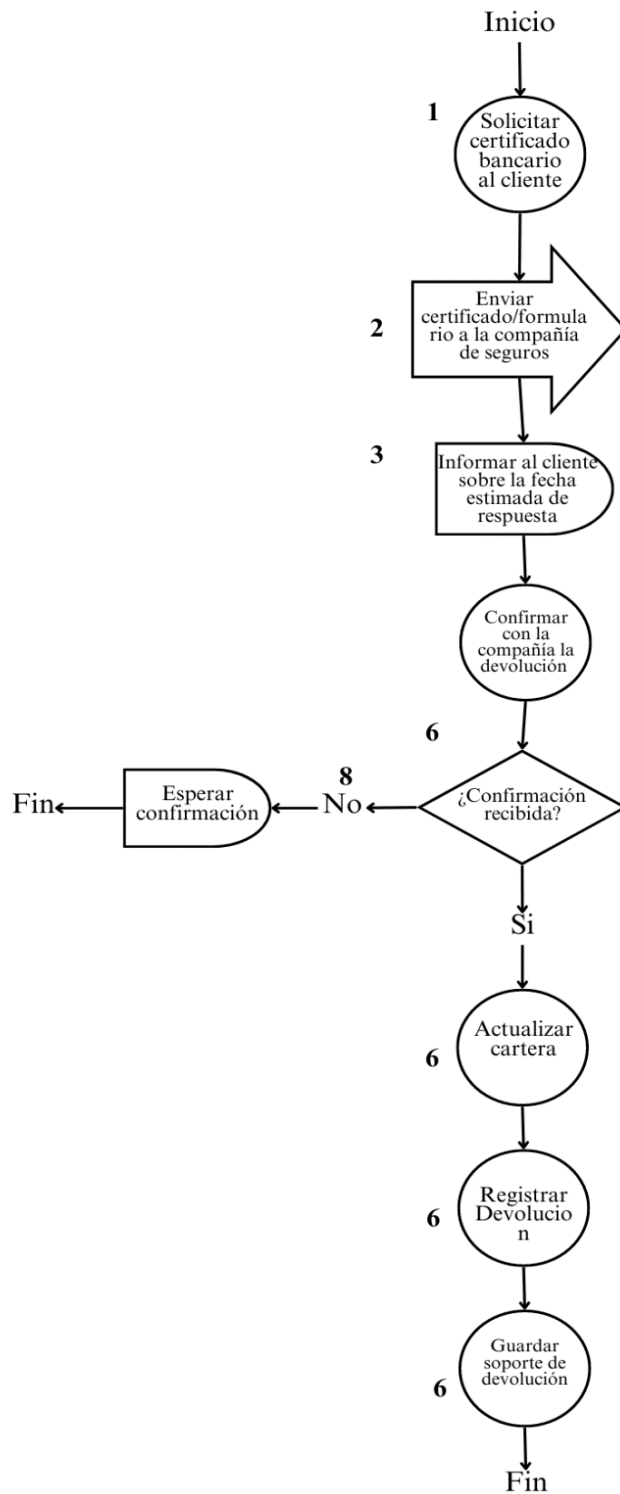 Inicio
1
Solicitar
certificado
bancario
al cliente
2
Enviar
certificado/formula
rio a la compañía
de seguros
3
Informar al cliente
sobre la fecha
estimada de
respuesta
Confirmar
con la
compañía la
devolución
6
¿Confirmación
recibida?
8
No
Esperar
confirmación
Fin
Si
6
Actualizar
cartera
6
Registrar
Devolucio
n
6
Guardar
soporte de
devolución
Fin